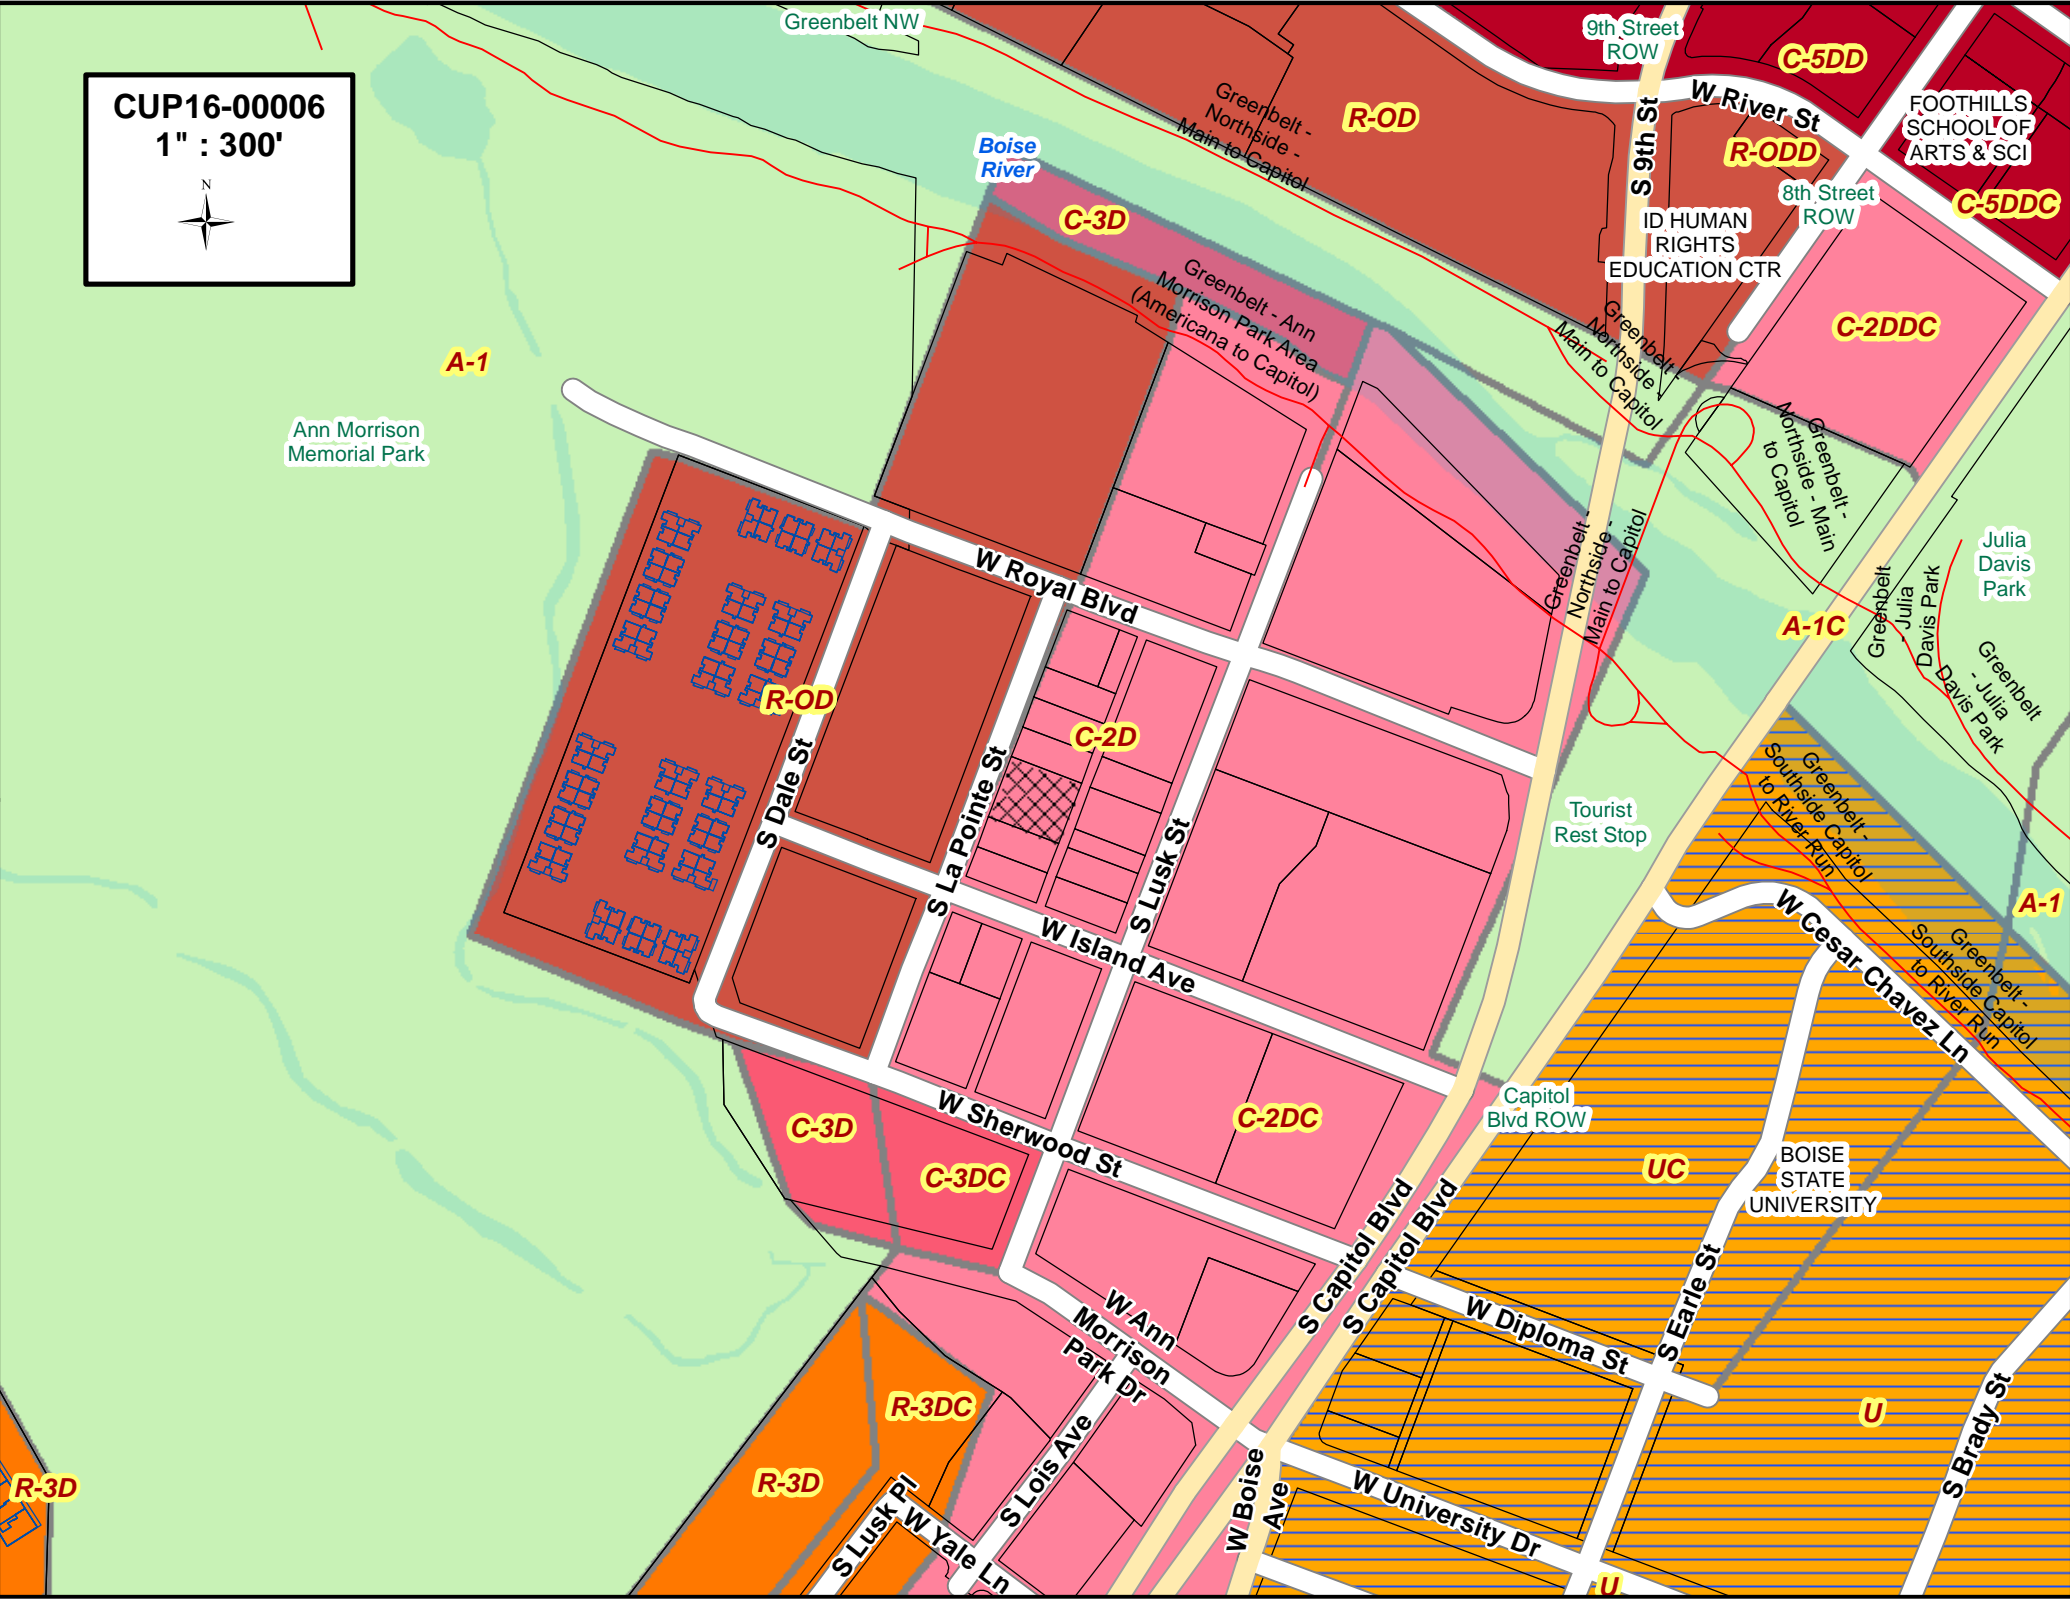 CUP16-00006
1" : 300'
N
Greenbelt NW
9th Street
ROW
C-5DD
W River St
FOOTHILLS
SCHOOL OF
ARTS & SCI
R-OD
R-ODD
S 9th St
8th Street
ROW
C-5DDC
ID HUMAN
RIGHTS
EDUCATION CTR
Greenbelt -
Northside -
Main to Capitol
Boise
River
C-3D
Greenbelt - Ann
Morrison Park Area
(Americana to Capitol)
Greenbelt -
Northside -
Main to Capitol
C-2DDC
A-1
Ann Morrison
Memorial Park
Greenbelt -
Northside - Main
to Capitol
Greenbelt -
Northside -
Main to Capitol
Julia
Davis
Park
A-1C
Greenbelt
- Julia
Davis Park
Greenbelt
- Julia
Davis Park
W Royal Blvd
R-OD
C-2D
S Dale St
S La Pointe St
S Lusk St
Tourist
Rest Stop
Greenbelt -
Southside Capitol
to River Run
A-1
W Cesar Chavez Ln
Greenbelt -
Southside Capitol
to River Run
W Island Ave
C-3D
W Sherwood St
C-2DC
Capitol
Blvd ROW
C-3DC
UC
BOISE
STATE
UNIVERSITY
S Capitol Blvd
S Capitol Blvd
W Ann
Morrison
Park Dr
W Diploma St
S Earle St
R-3DC
U
S Brady St
R-3D
R-3D
S Lusk Pl
W Yale Ln
S Lois Ave
W Boise
Ave
W University Dr
U